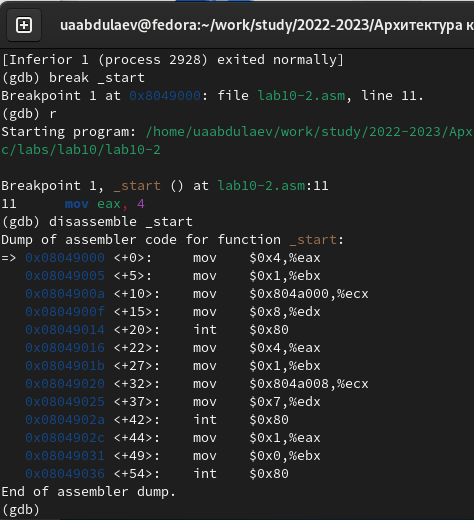 uaabdulaev@fedora:~/work/study/2022-2023/Архитектура к
[Inferior 1 (process 2928) exited normally]
(gdb) break _start
Breakpoint 1 at 0x8049000: file lab10-2.asm, line 11.
(gdb) r
Starting program: /home/uaabdulaev/work/study/2022-2023/Арх
c/labs/lab10/lab10-2
Breakpoint 1, _start () at lab10-2.asm:11
11 mov eax, 4
(gdb) disassemble _start
Dump of assembler code for function _start:
=> 0x08049000 <+0>: mov $0x4,%eax
0x08049005 <+5>: mov $0x1,%ebx
0x0804900a <+10>: mov $0x804a000,%ecx
0x0804900f <+15>: mov $0x8,%edx
0x08049014 <+20>: int $0x80
0x08049016 <+22>: mov $0x4,%eax
0x0804901b <+27>: mov $0x1,%ebx
0x08049020 <+32>: mov $0x804a008,%ecx
0x08049025 <+37>: mov $0x7,%edx
0x0804902a <+42>: int $0x80
0x0804902c <+44>: mov $0x1,%eax
0x08049031 <+49>: mov $0x0,%ebx
0x08049036 <+54>: int $0x80
End of assembler dump.
(gdb)